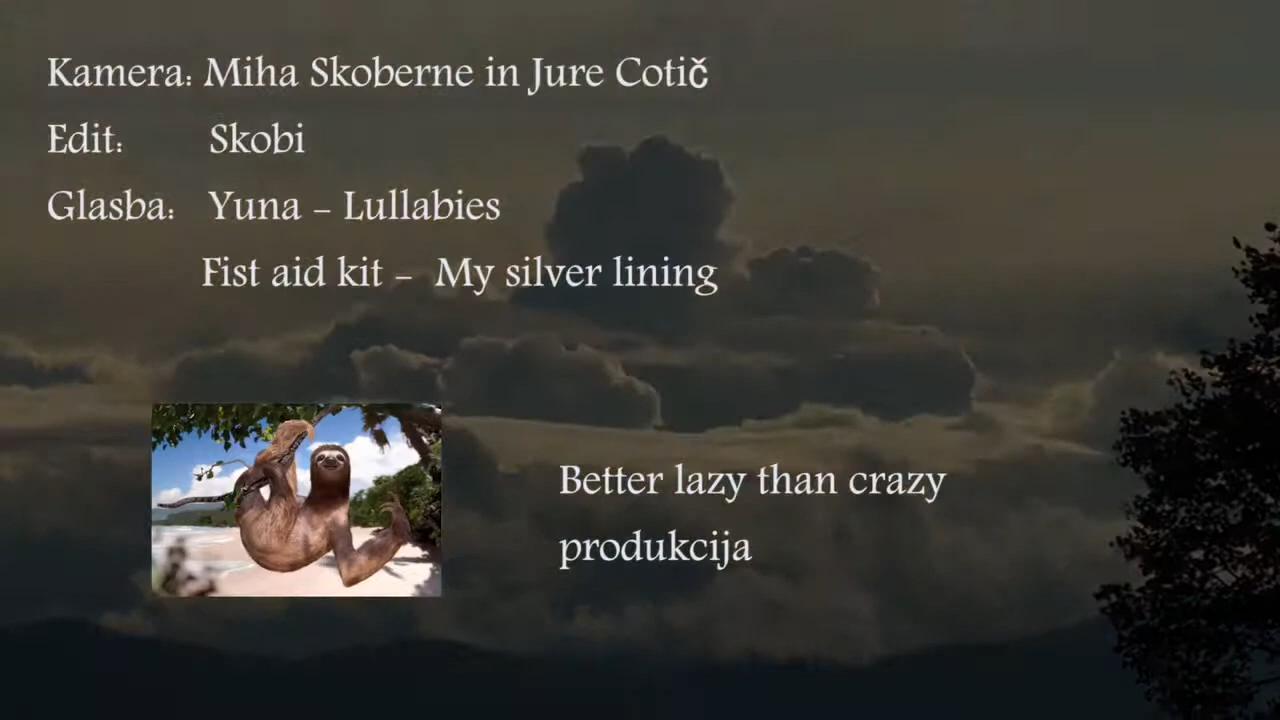 Kamera: Miha Skoberne in Jure Cotič
Edit: Skobi
Glasba: Yuna - Lullabies
Fist aid kit - My silver lining
Better lazy than crazy
produkcija